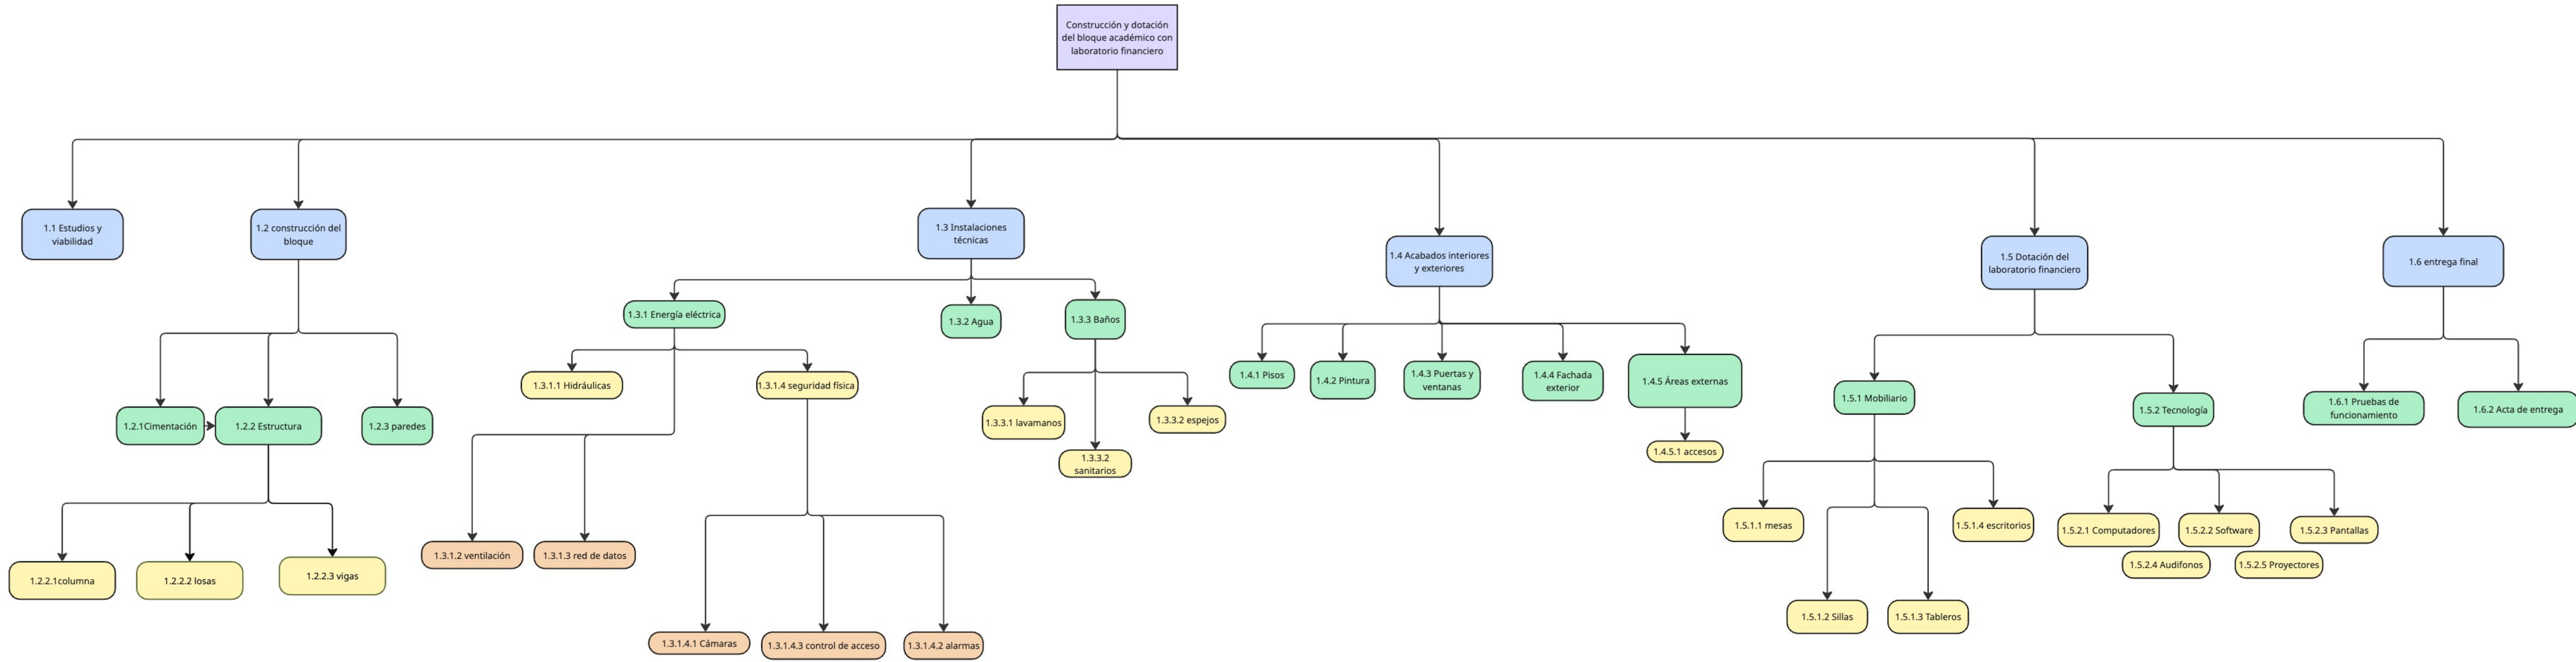 Construcción y dotación
del bloque académico con
laboratorio financiero
1.1 Estudios y
viabilidad
1.2 construcción del
bloque
1.3 Instalaciones
técnicas
1.4 Acabados interiores
y exteriores
1.5 Dotación del
laboratorio financiero
1.6 entrega final
1.2.1Cimentación
1.2.2 Estructura
1.2.3 paredes
1.2.2.1columna
1.2.2.2 losas
1.2.2.3 vigas
1.3.1 Energía eléctrica
1.3.2 Agua
1.3.3 Baños
1.3.1.1 Hidráulicas
1.3.1.4 seguridad física
1.3.1.2 ventilación
1.3.1.3 red de datos
1.3.1.4.1 Cámaras
1.3.1.4.3 control de acceso
1.3.1.4.2 alarmas
1.3.3.1 lavamanos
1.3.3.2
sanitarios
1.3.3.2 espejos
1.4.1 Pisos
1.4.2 Pintura
1.4.3 Puertas y
ventanas
1.4.4 Fachada
exterior
1.4.5 Áreas externas
1.4.5.1 accesos
1.5.1 Mobiliario
1.5.2 Tecnología
1.5.1.1 mesas
1.5.1.2 Sillas
1.5.1.3 Tableros
1.5.1.4 escritorios
1.5.2.1 Computadores
1.5.2.2 Software
1.5.2.3 Pantallas
1.5.2.4 Audifonos
1.5.2.5 Proyectores
1.6.1 Pruebas de
funcionamiento
1.6.2 Acta de entrega